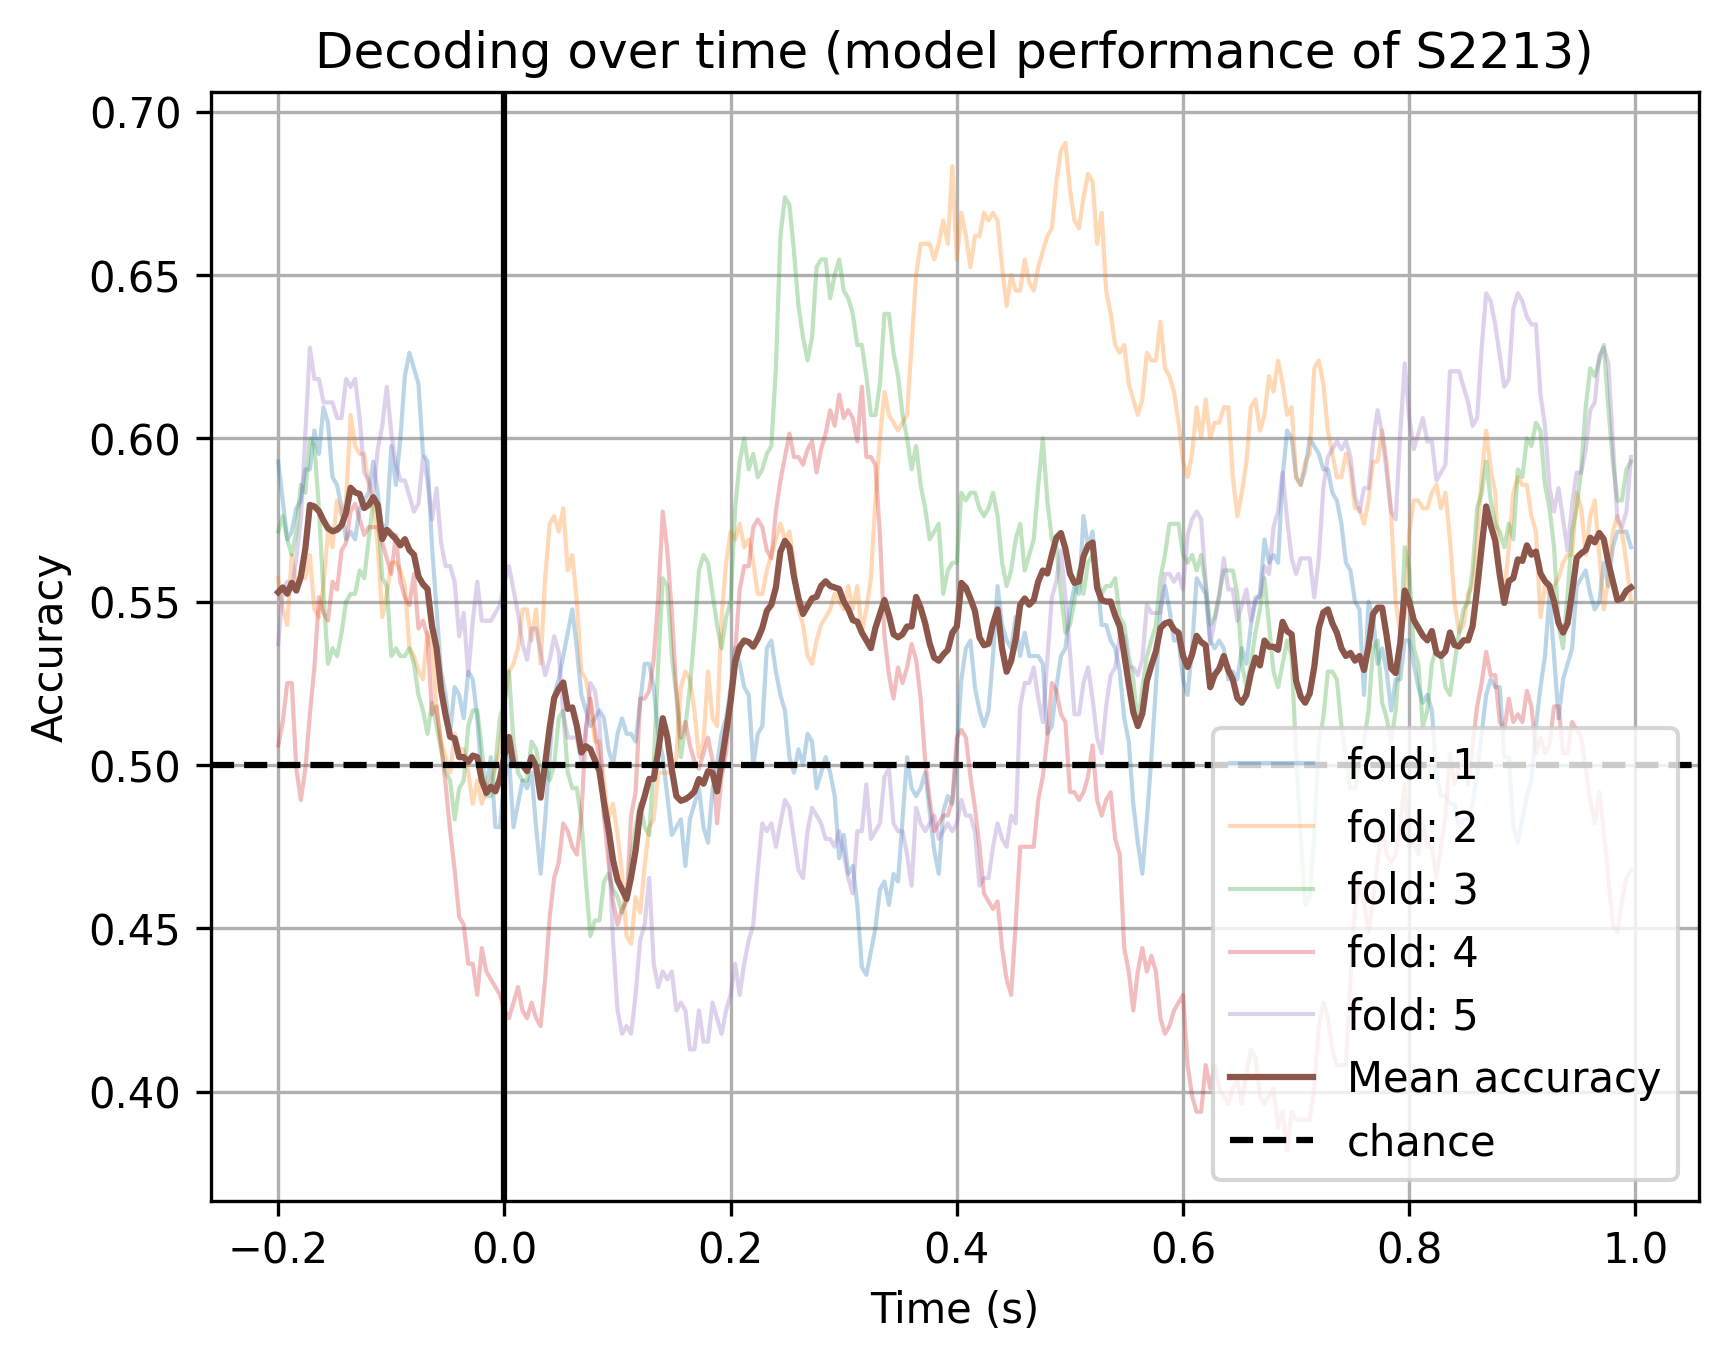 Decoding over time (model performance of S2213)
0.70
0.65
0.60
0.55
0.50
0.45
0.40
Accuracy
fold: 1
fold: 2
fold: 3
fold: 4
fold: 5
Mean accuracy
chance
−0.2 0.0 0.2 0.4 0.6 0.8 1.0
Time (s)